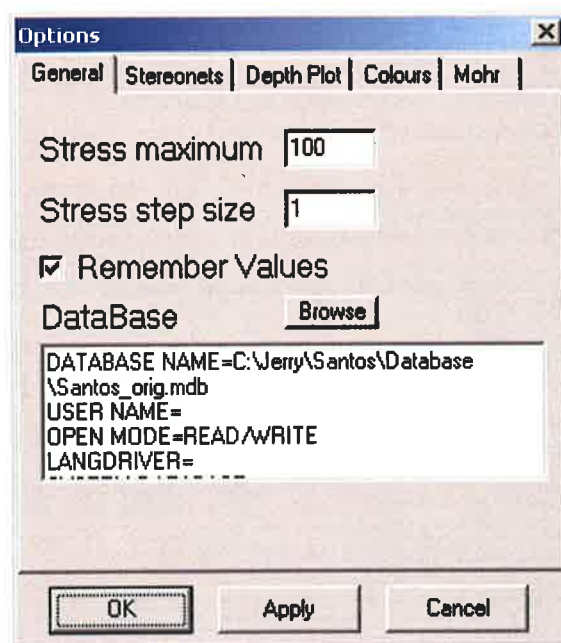 Options
General Stereonets Depth Plot Colours Mohr
Stress maximum 100
Stress step size 1
Remember Values
DataBase Browse
DATABASE NAME=C:\Jerry\Santos\Database
\Santos_orig.mdb
USER NAME=
OPEN MODE=READ/WRITE
LANGDRIVER=
OK Apply Cancel